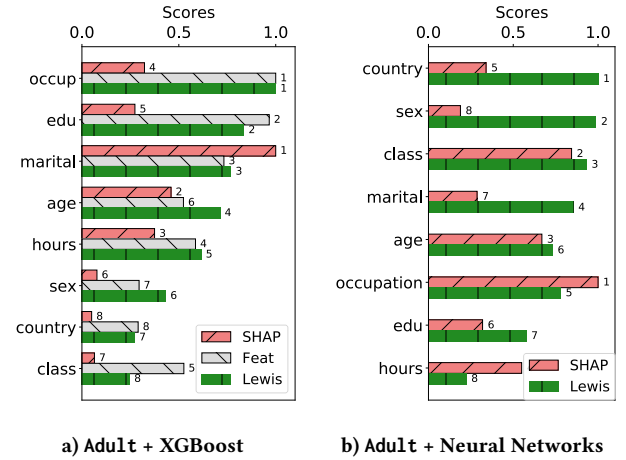 Scores
0.0 0.5 1.0
occup 4 1 1
edu 5 2 2
marital 1 3 3
age 2 6 4
hours 3 4 5
sex 6 7 6
country 8 8 7
class 7 5 8
SHAP
Feat
Lewis
a) Adult + XGBoost
Scores
0.0 0.5 1.0
country 5 1
sex 8 2
class 2 3
marital 7 4
age 3 6
occupation 1 5
edu 6 7
hours 8
SHAP
Lewis
b) Adult + Neural Networks